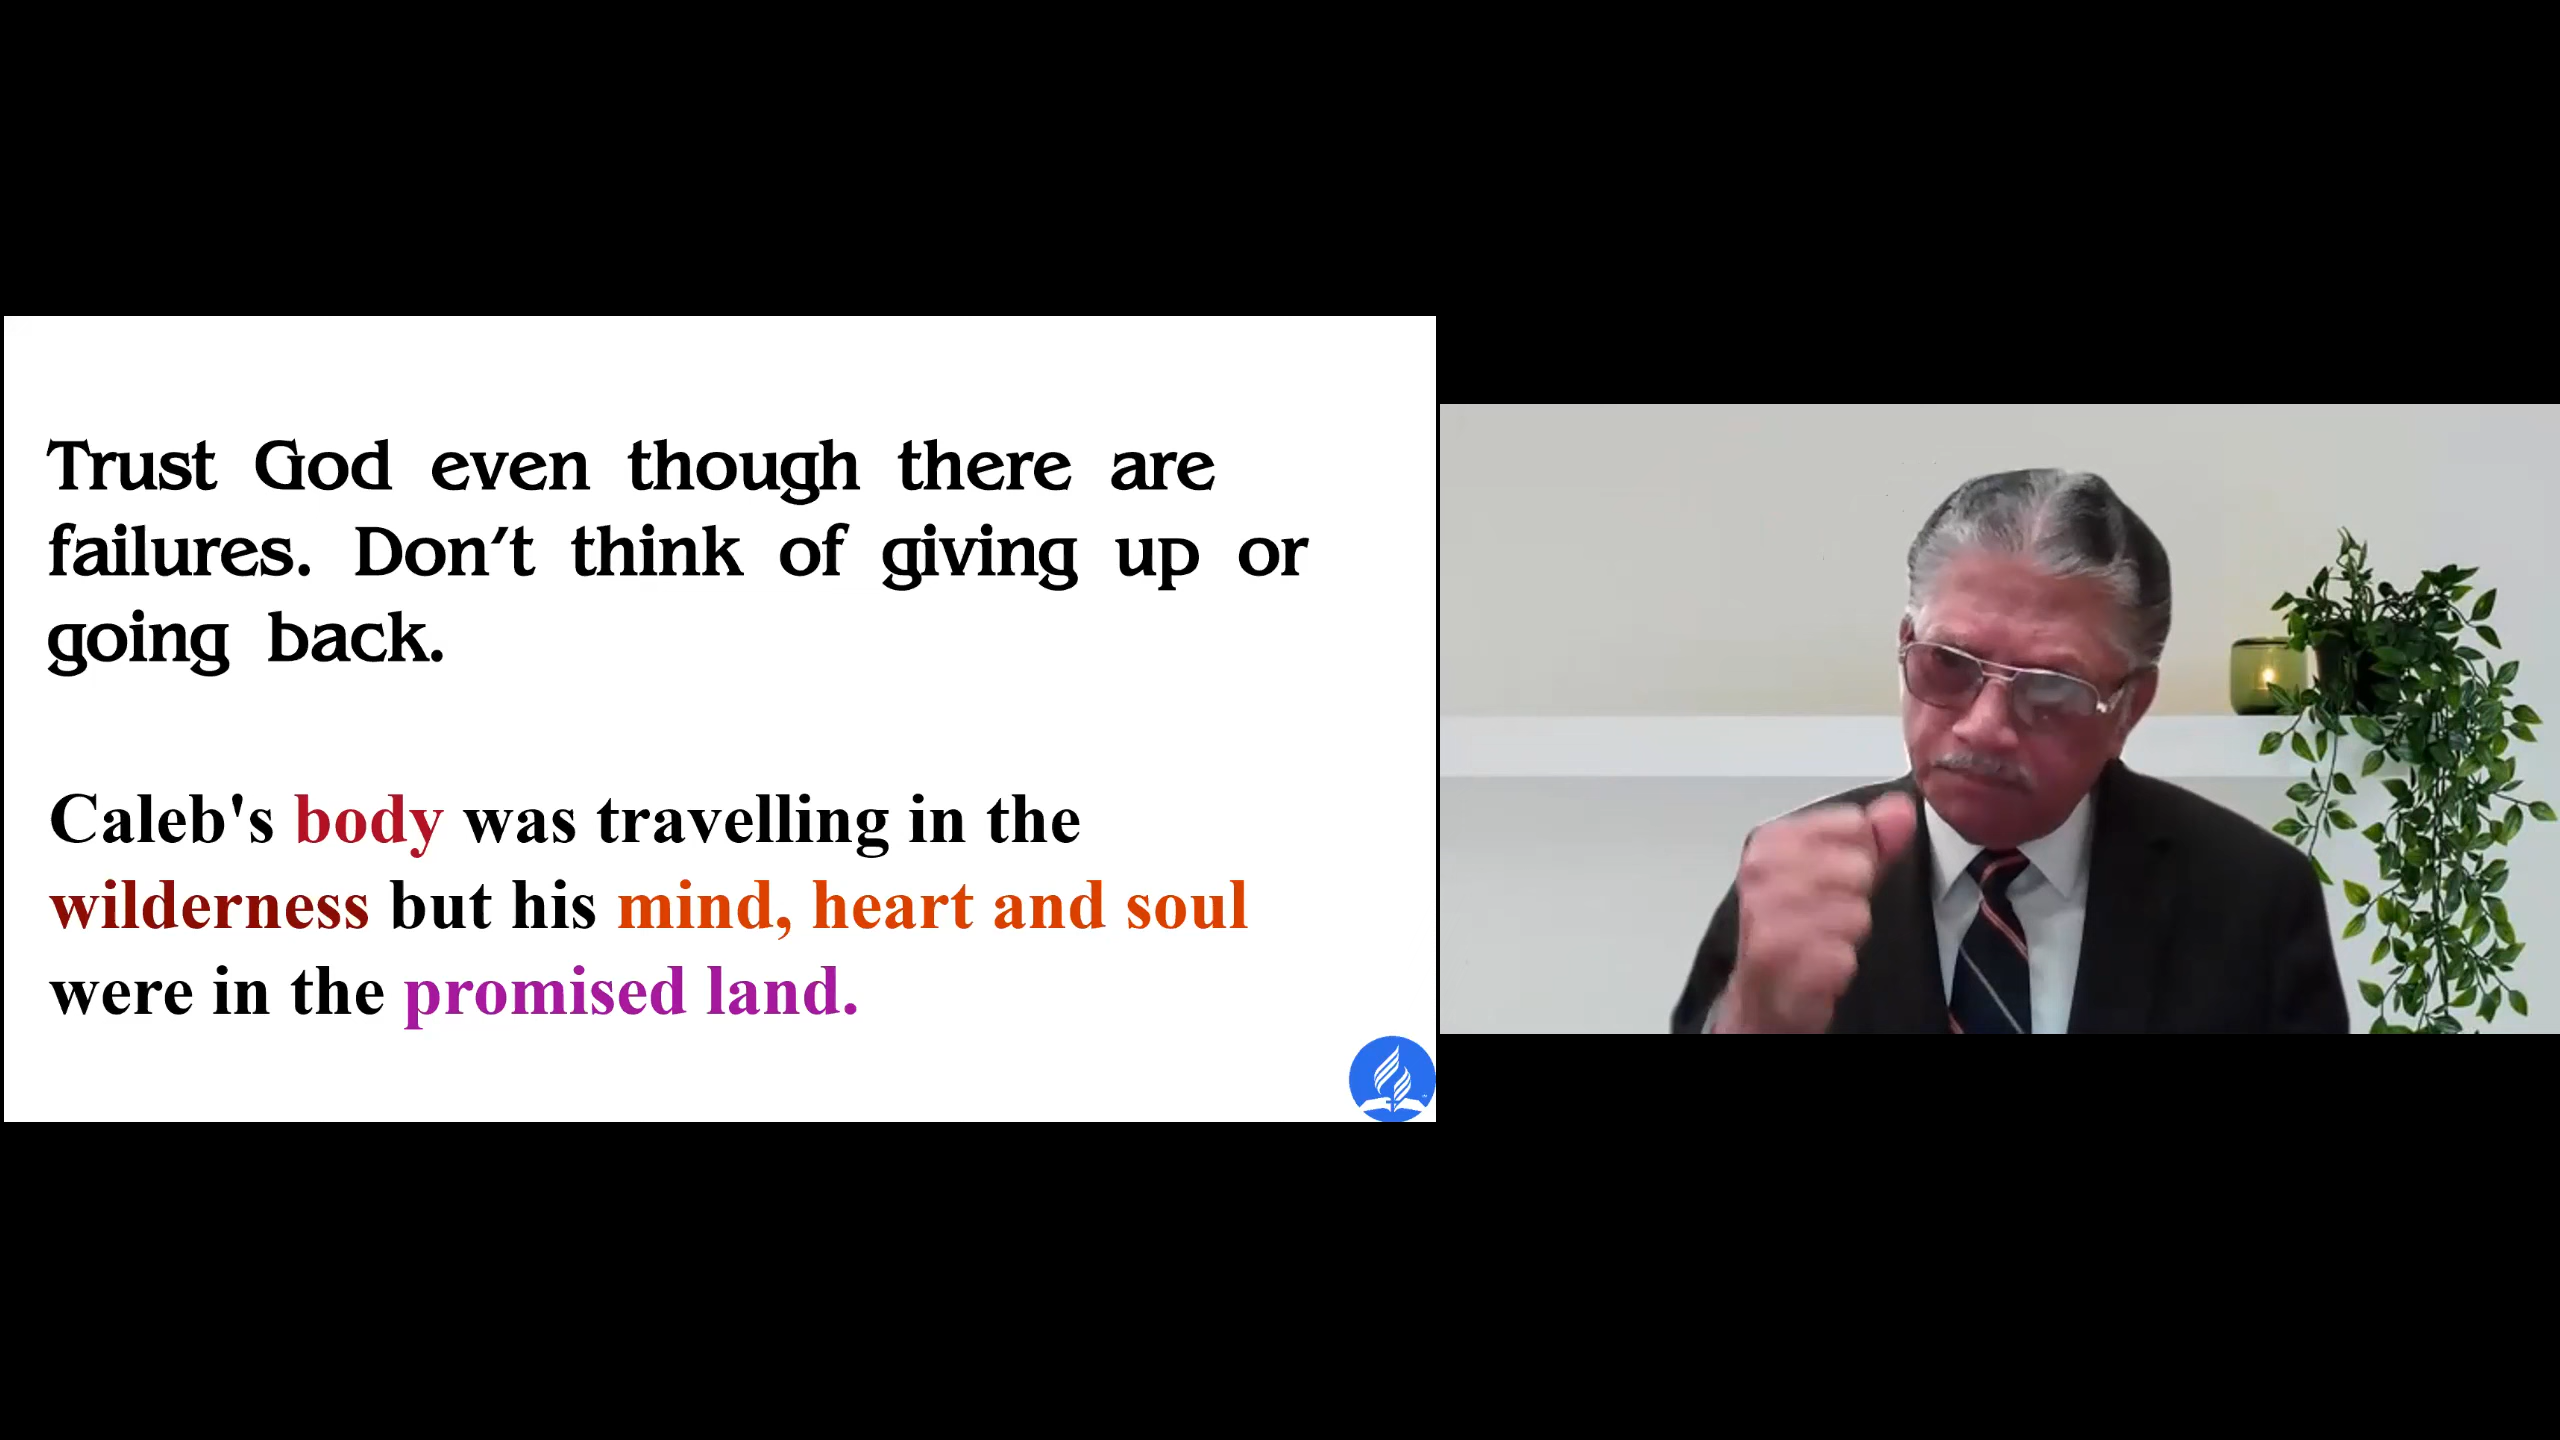 Trust God even though there are
failures. Don’t think of giving up or
going back.
Caleb's body was travelling in the
wilderness but his mind, heart and soul
were in the promised land.